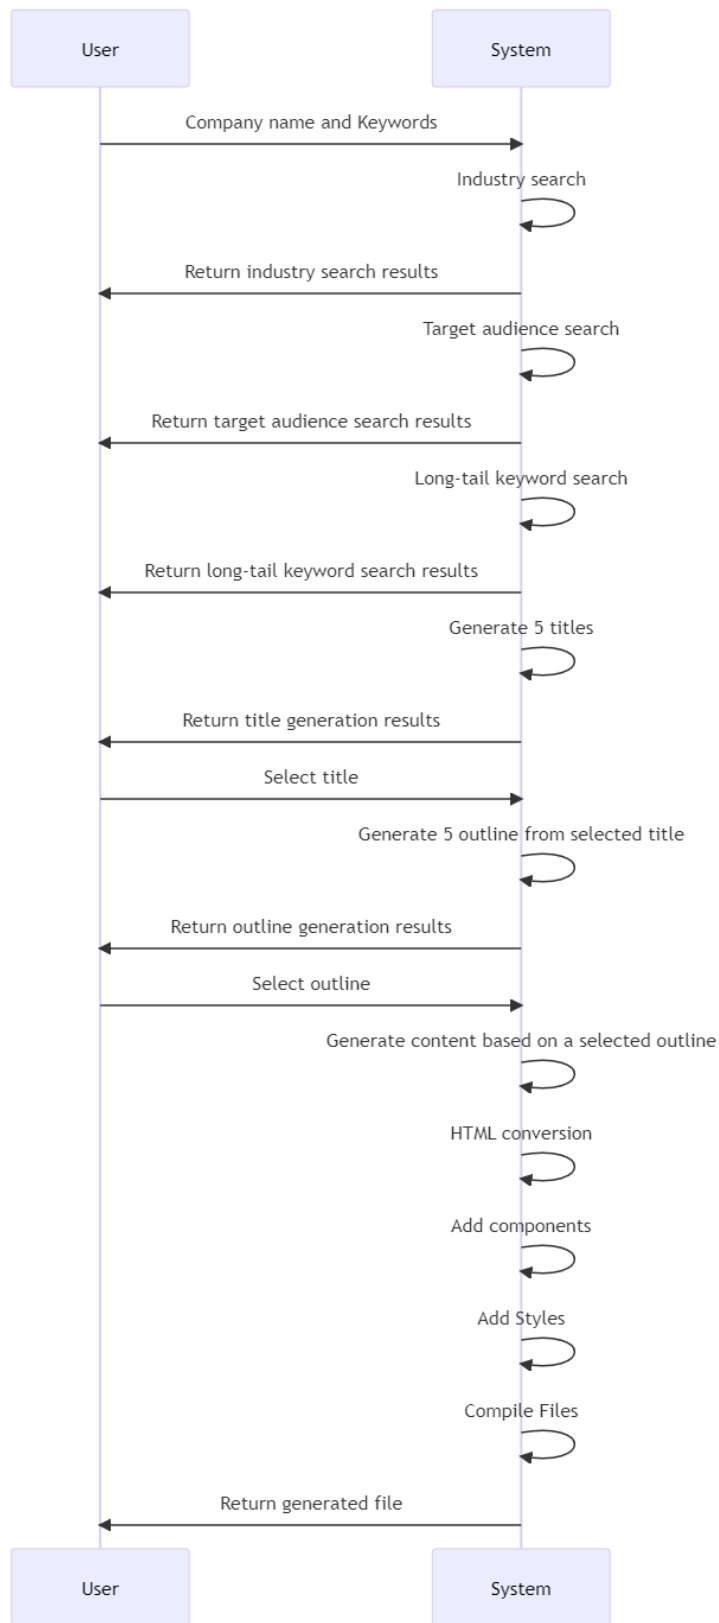 User
System
Company name and Keywords
Industry search
Return industry search results
Target audience search
Return target audience search results
Long-tail keyword search
Return long-tail keyword search results
Generate 5 titles
Return title generation results
Select title
Generate 5 outline from selected title
Return outline generation results
Select outline
Generate content based on a selected outline
HTML conversion
Add components
Add Styles
Compile Files
Return generated file
User
System